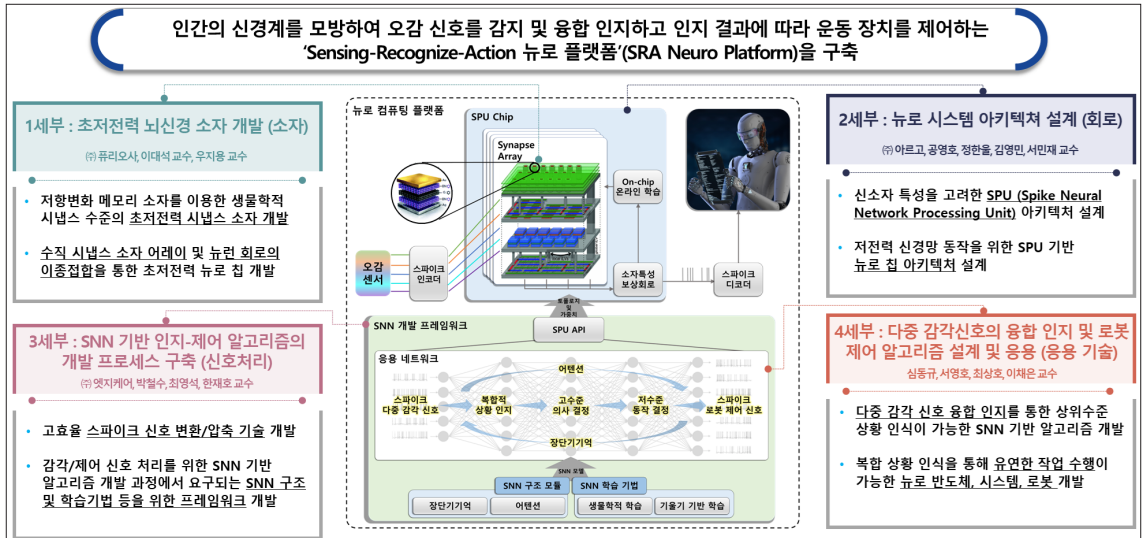 인간의 신경계를 모방하여 오감 신호를 감지 및 융합 인지하고 인지 결과에 따라 운동 장치를 제어하는
‘Sensing-Recognize-Action 뉴로 플랫폼’(SRA Neuro Platform)을 구축
1세부 : 초저전력 뇌신경 소자 개발 (소자)
㈜ 퓨리오사, 이대석 교수, 우지용 교수
• 저항변화 메모리 소자를 이용한 생물학적
시냅스 수준의 초저전력 시냅스 소자 개발
• 수직 시냅스 소자 어레이 및 뉴런 회로의
이종접합을 통한 초저전력 뉴로 칩 개발
3세부 : SNN 기반 인지-제어 알고리즘의
개발 프로세스 구축 (신호처리)
㈜ 엣지케어, 박철수, 최영석, 한재호 교수
• 고효율 스파이크 신호 변환/압축 기술 개발
• 감각/제어 신호 처리를 위한 SNN 기반
알고리즘 개발 과정에서 요구되는 SNN 구조
및 학습기법 등을 위한 프레임워크 개발
뉴로 컴퓨팅 플랫폼
SPU Chip
Synapse
Array
On-chip
온라인 학습
오감
센서
스파이크
인코더
소자특성
보상회로
스파이크
디코더
토폴로지
및
가중치
SNN 개발 프레임워크
SPU API
응용 네트워크
어텐션
스파이크
다중 감각 신호
복합적
상황 인지
고수준
의사 결정
저수준
동작 결정
스파이크
로봇 제어 신호
장단기기억
SNN 모델
SNN 구조 모듈
SNN 학습 기법
장단기기억
어텐션
생물학적 학습
기울기 기반 학습
2세부 : 뉴로 시스템 아키텍쳐 설계 (회로)
㈜ 아르고, 공영호, 정한울, 김영민, 서민재 교수
• 신소자 특성을 고려한 SPU (Spike Neural
Network Processing Unit) 아키텍처 설계
• 저전력 신경망 동작을 위한 SPU 기반
뉴로 칩 아키텍처 설계
4세부 : 다중 감각신호의 융합 인지 및 로봇
제어 알고리즘 설계 및 응용 (응용 기술)
심동규, 서영호, 최상호, 이채은 교수
• 다중 감각 신호 융합 인지를 통한 상위수준
상황 인식이 가능한 SNN 기반 알고리즘 개발
• 복합 상황 인식을 통해 유연한 작업 수행이
가능한 뉴로 반도체, 시스템, 로봇 개발